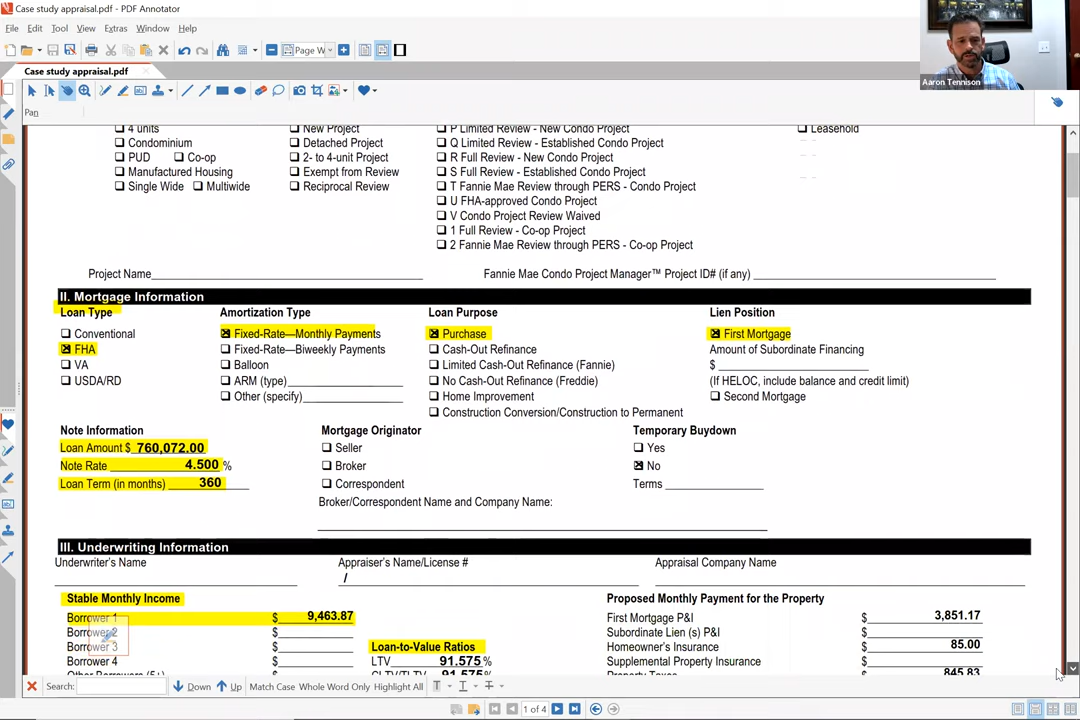 Case study appraisal.pdf - PDF Annotator
File Edit Tool View Extras Window Help
Page W
Case study appraisal.pdf
Pan
Aaron Tennison
4 units New Project P Limited Review - New Condo Project Leasehold
Condominium Detached Project Q Limited Review - Established Condo Project
PUD Co-op 2- to 4-unit Project R Full Review - New Condo Project
Manufactured Housing Exempt from Review S Full Review - Established Condo Project
Single Wide Multiwide Reciprocal Review T Fannie Mae Review through PERS - Condo Project
U FHA-approved Condo Project
V Condo Project Review Waived
1 Full Review - Co-op Project
2 Fannie Mae Review through PERS - Co-op Project
Project Name Fannie Mae Condo Project Manager™ Project ID# (if any)
II. Mortgage Information
Loan Type Amortization Type Loan Purpose Lien Position
Conventional Fixed-Rate—Monthly Payments Purchase First Mortgage
FHA Fixed-Rate—Biweekly Payments Cash-Out Refinance Amount of Subordinate Financing
VA Balloon Limited Cash-Out Refinance (Fannie) $
USDA/RD ARM (type) No Cash-Out Refinance (Freddie) (If HELOC, include balance and credit limit)
Other (specify) Home Improvement Second Mortgage
Construction Conversion/Construction to Permanent
Note Information Mortgage Originator Temporary Buydown
Loan Amount $ 760,072.00 Seller Yes
Note Rate 4.500 % Broker No
Loan Term (in months) 360 Correspondent Terms
Broker/Correspondent Name and Company Name:
III. Underwriting Information
Underwriter's Name Appraiser's Name/License # Appraisal Company Name
/
Stable Monthly Income Proposed Monthly Payment for the Property
Borrower 1 $ 9,463.87 First Mortgage P&I $ 3,851.17
Borrower 2 $ Subordinate Lien (s) P&I $
Borrower 3 $ Loan-to-Value Ratios Homeowner's Insurance $ 85.00
Borrower 4 $ LTV 91.575 % Supplemental Property Insurance $
Other Borrowers (5+) $ CLTV/TLTV 91.575 % Property Taxes $ 845.83
Search: Down Up Match Case Whole Word Only Highlight All
1 of 4